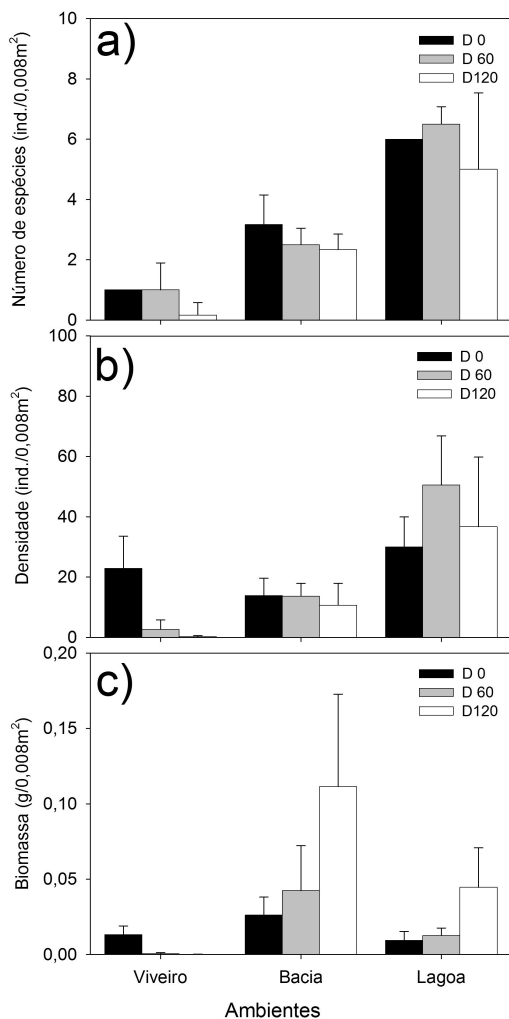 a)
D 0
D 60
D120
Número de espécies (ind./0,008m²)
10
8
6
4
2
0
b)
D 0
D 60
D120
Densidade (ind./0,008m²)
100
80
60
40
20
0
c)
D 0
D 60
D120
Biomassa (g/0,008m²)
0,20
0,15
0,10
0,05
0,00
Viveiro Bacia Lagoa
Ambientes